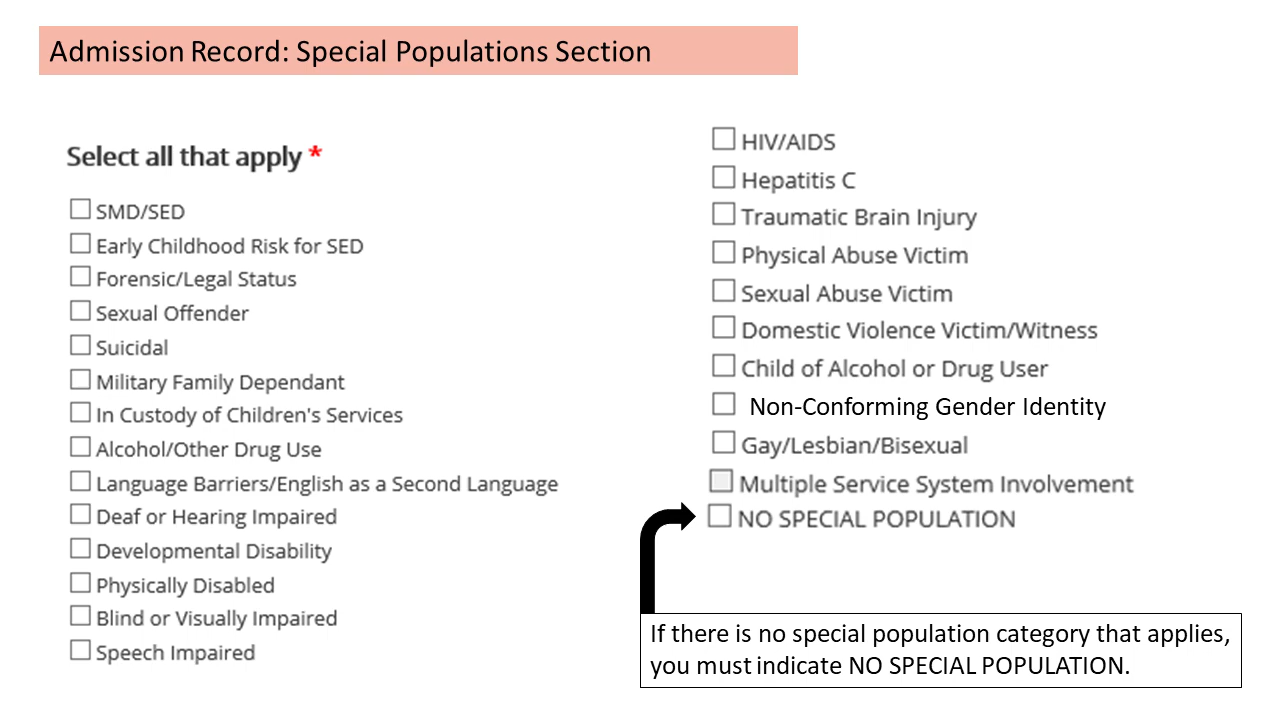 Admission Record: Special Populations Section
Select all that apply *
SMD/SED
Early Childhood Risk for SED
Forensic/Legal Status
Sexual Offender
Suicidal
Military Family Dependant
In Custody of Children's Services
Alcohol/Other Drug Use
Language Barriers/English as a Second Language
Deaf or Hearing Impaired
Developmental Disability
Physically Disabled
Blind or Visually Impaired
Speech Impaired
HIV/AIDS
Hepatitis C
Traumatic Brain Injury
Physical Abuse Victim
Sexual Abuse Victim
Domestic Violence Victim/Witness
Child of Alcohol or Drug User
Non-Conforming Gender Identity
Gay/Lesbian/Bisexual
Multiple Service System Involvement
NO SPECIAL POPULATION
If there is no special population category that applies,
you must indicate NO SPECIAL POPULATION.